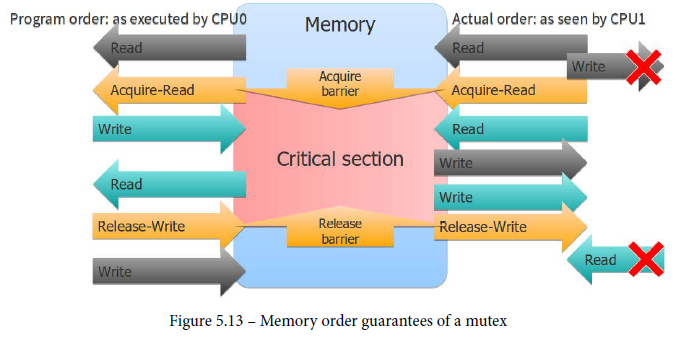 Program order: as executed by CPU0
Memory
Actual order: as seen by CPU1
Read
Read
Write
Acquire-Read
Acquire
barrier
Acquire-Read
Write
Read
Critical section
Write
Read
Write
Release-Write
Release
barrier
Release-Write
Write
Read
Figure 5.13 – Memory order guarantees of a mutex